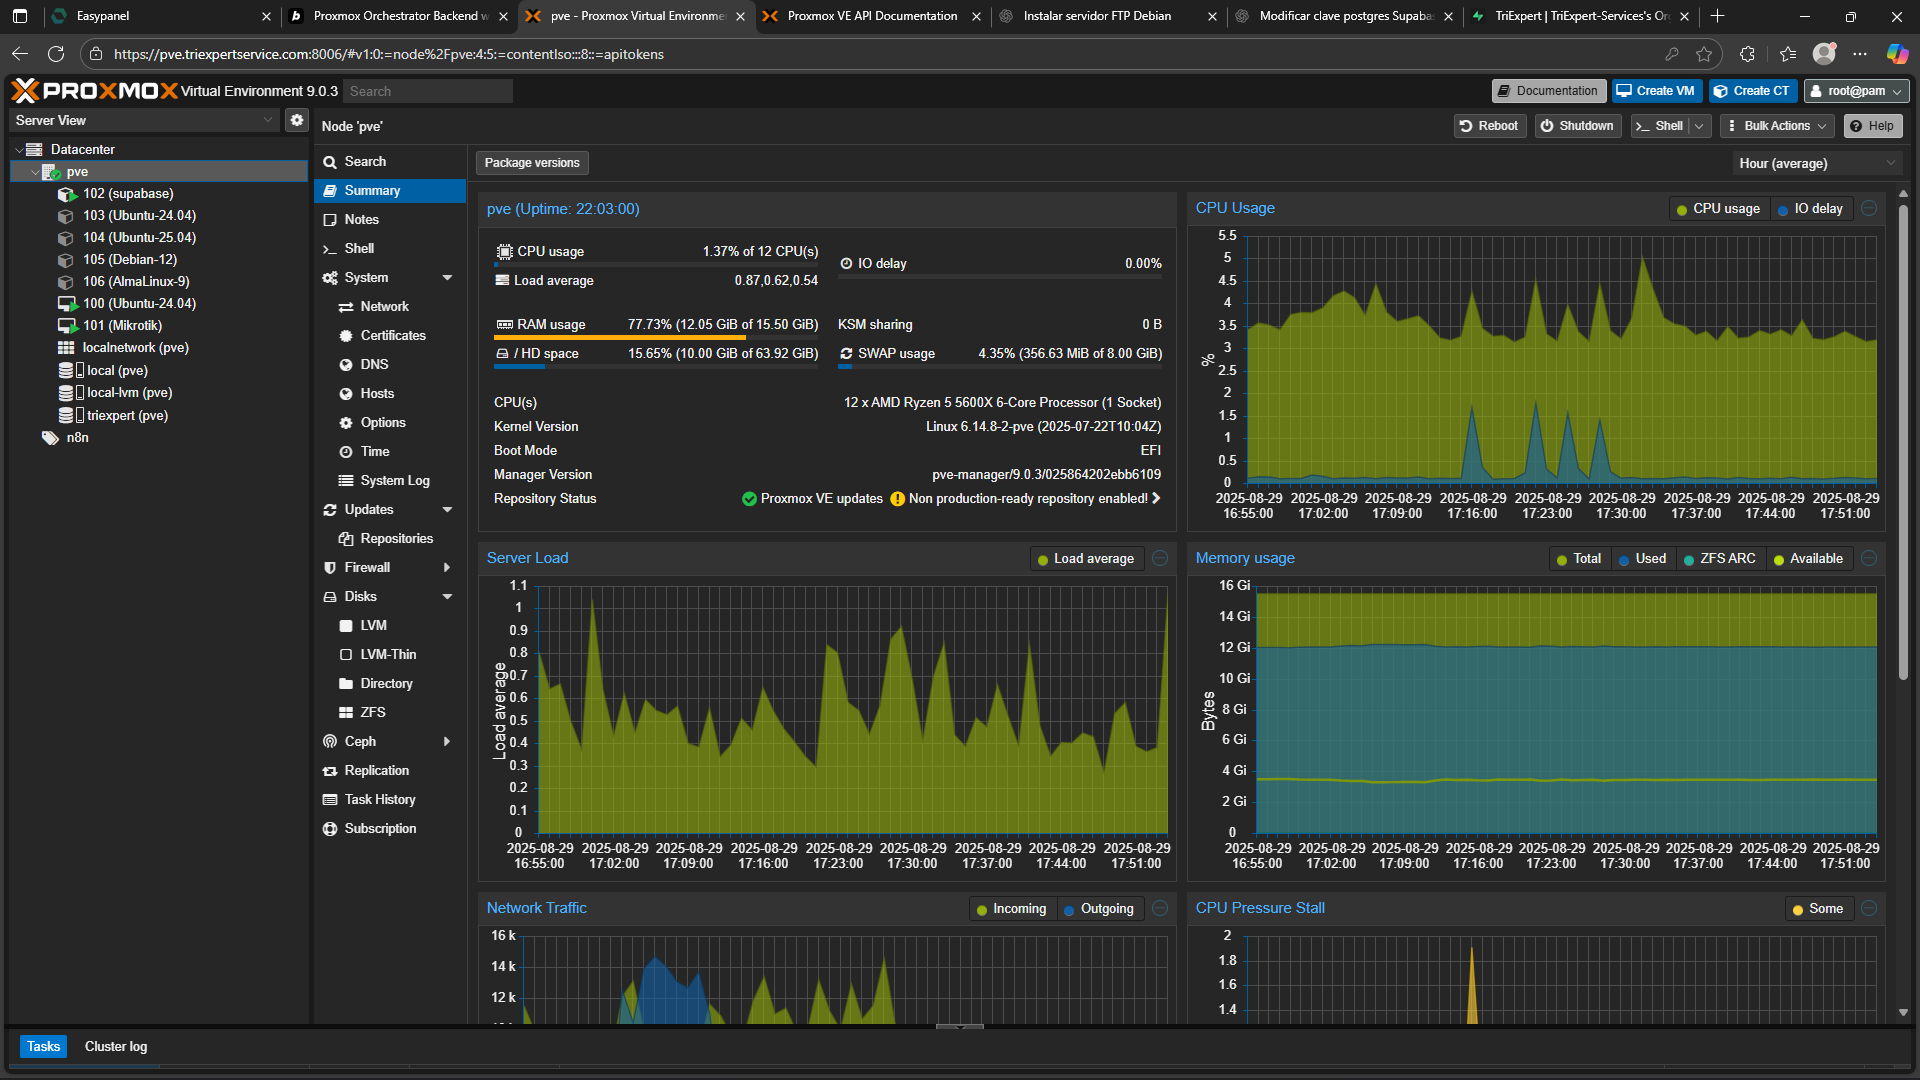 Easypanel
Proxmox Orchestrator Backend w
pve - Proxmox Virtual Environme
Proxmox VE API Documentation
Instalar servidor FTP Debian
Modificar clave postgres Supaba
TriExpert | TriExpert-Services's Or
https://pve.triexpertservice.com:8006/#v1:0:=node%2Fpve:4:5:=contentIso:::8::=apitokens
PROXMOX Virtual Environment 9.0.3
Search
Documentation
Create VM
Create CT
root@pam
Server View
Node 'pve'
Reboot
Shutdown
Shell
Bulk Actions
Help
Datacenter
pve
102 (supabase)
103 (Ubuntu-24.04)
104 (Ubuntu-25.04)
105 (Debian-12)
106 (AlmaLinux-9)
100 (Ubuntu-24.04)
101 (Mikrotik)
localnetwork (pve)
local (pve)
local-lvm (pve)
triexpert (pve)
n8n
Search
Summary
Notes
Shell
System
Network
Certificates
DNS
Hosts
Options
Time
System Log
Updates
Repositories
Firewall
Disks
LVM
LVM-Thin
Directory
ZFS
Ceph
Replication
Task History
Subscription
Package versions
Hour (average)
pve (Uptime: 22:03:00)
CPU usage 1.37% of 12 CPU(s)
IO delay 0.00%
Load average 0.87,0.62,0.54
RAM usage 77.73% (12.05 GiB of 15.50 GiB)
KSM sharing 0 B
/ HD space 15.65% (10.00 GiB of 63.92 GiB)
SWAP usage 4.35% (356.63 MiB of 8.00 GiB)
CPU(s) 12 x AMD Ryzen 5 5600X 6-Core Processor (1 Socket)
Kernel Version Linux 6.14.8-2-pve (2025-07-22T10:04Z)
Boot Mode EFI
Manager Version pve-manager/9.0.3/025864202ebb6109
Repository Status Proxmox VE updates Non production-ready repository enabled!
CPU Usage
CPU usage
IO delay
5.5
5
4.5
4
3.5
3
2.5
2
1.5
1
0.5
0
%
2025-08-29 2025-08-29 2025-08-29 2025-08-29 2025-08-29 2025-08-29 2025-08-29 2025-08-29 2025-08-29
16:55:00 17:02:00 17:09:00 17:16:00 17:23:00 17:30:00 17:37:00 17:44:00 17:51:00
Server Load
Load average
1.1
1
0.9
0.8
0.7
0.6
0.5
0.4
0.3
0.2
0.1
0
Load average
2025-08-29 2025-08-29 2025-08-29 2025-08-29 2025-08-29 2025-08-29 2025-08-29 2025-08-29 2025-08-29
16:55:00 17:02:00 17:09:00 17:16:00 17:23:00 17:30:00 17:37:00 17:44:00 17:51:00
Memory usage
Total
Used
ZFS ARC
Available
16 Gi
14 Gi
12 Gi
10 Gi
8 Gi
6 Gi
4 Gi
2 Gi
0
Bytes
2025-08-29 2025-08-29 2025-08-29 2025-08-29 2025-08-29 2025-08-29 2025-08-29 2025-08-29 2025-08-29
16:55:00 17:02:00 17:09:00 17:16:00 17:23:00 17:30:00 17:37:00 17:44:00 17:51:00
Network Traffic
Incoming
Outgoing
16 k
14 k
12 k
CPU Pressure Stall
Some
2
1.8
1.6
1.4
Tasks
Cluster log